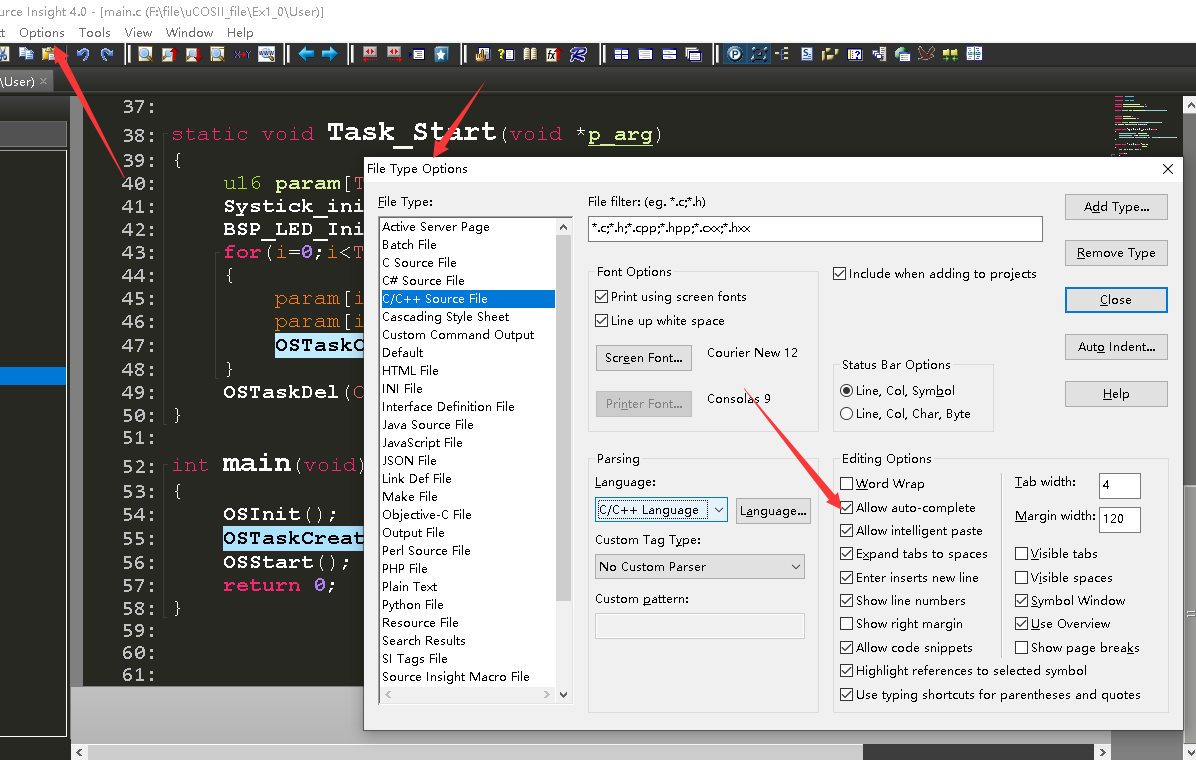 urce Insight 4.0 - [main.c (F:\file\uCOSII_file\Ex1_0\User)]
t Options Tools View Window Help
\User) ×
37:
38: static void Task_Start(void *p_arg)
39: {
40: u16 param[T
41: Systick_ini
42: BSP_LED_Ini
43: for(i=0;i<T
44: {
45: param[i
46: param[i
47: OSTaskC
48: }
49: OSTaskDel(O
50: }
51:
52: int main(void)
53: {
54: OSInit();
55: OSTaskCreat
56: OSStart();
57: return 0;
58: }
59:
60:
61:
File Type Options
File Type:
Active Server Page
Batch File
C Source File
C# Source File
C/C++ Source File
Cascading Style Sheet
Custom Command Output
Default
HTML File
INI File
Interface Definition File
Java Source File
JavaScript File
JSON File
Link Def File
Make File
Objective-C File
Output File
Perl Source File
PHP File
Plain Text
Python File
Resource File
Search Results
SI Tags File
Source Insight Macro File
File filter: (eg. *.c;*.h)
*.c;*.h;*.cpp;*.hpp;*.cxx;*.hxx
Font Options
Print using screen fonts
Line up white space
Screen Font... Courier New 12
Printer Font... Consolas 9
Include when adding to projects
Status Bar Options
Line, Col, Symbol
Line, Col, Char, Byte
Add Type...
Remove Type
Close
Auto Indent...
Help
Parsing
Language:
C/C++ Language Language...
Custom Tag Type:
No Custom Parser
Custom pattern:
Editing Options
Word Wrap
Allow auto-complete
Allow intelligent paste
Expand tabs to spaces
Enter inserts new line
Show line numbers
Show right margin
Allow code snippets
Highlight references to selected symbol
Use typing shortcuts for parentheses and quotes
Tab width: 4
Margin width: 120
Visible tabs
Visible spaces
Symbol Window
Use Overview
Show page breaks